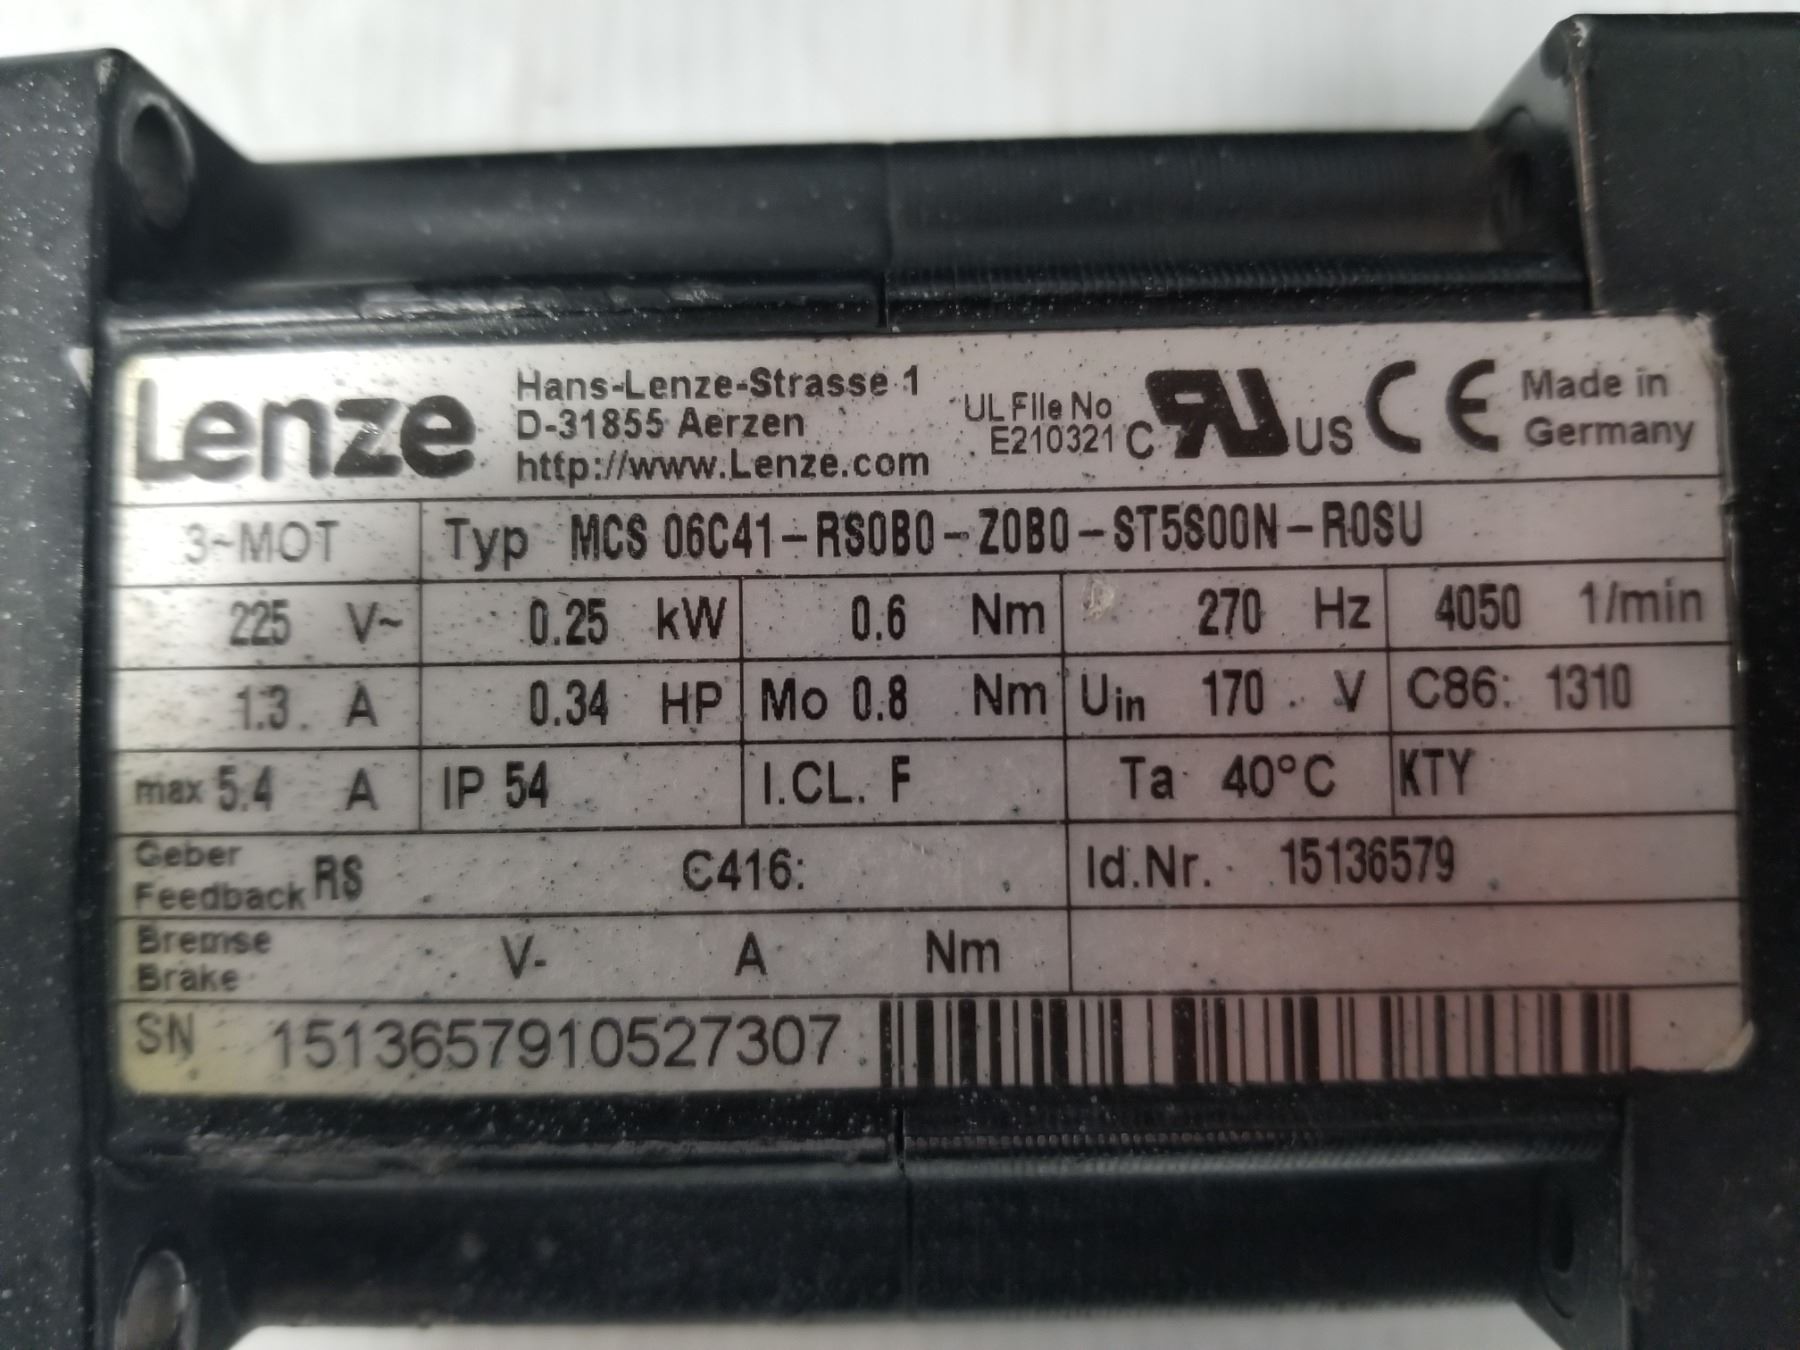 Lenze
Hans-Lenze-Strasse 1
D-31855 Aerzen
http://www.Lenze.com
UL File No
E210321
C RU US CE
Made in
Germany
3~MOT Typ MCS 06C41-RS0B0-Z0B0-ST5S00N-R0SU
225 V~ 0.25 kW 0.6 Nm 270 Hz 4050 1/min
1.3 A 0.34 HP Mo 0.8 Nm Uin 170 V C86: 1310
max 5.4 A IP 54 I.CL. F Ta 40°C KTY
Geber
Feedback RS C416: Id.Nr. 15136579
Bremse
Brake V- A Nm
SN 1513657910527307